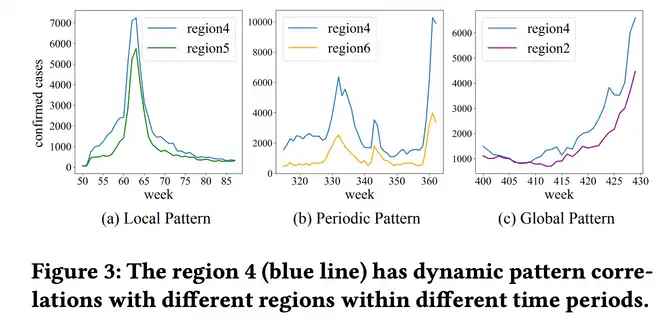 7000
6000
5000
4000
3000
2000
1000
0
confirmed cases
region4
region5
50 55 60 65 70 75 80 85
week
(a) Local Pattern
10000
8000
6000
4000
2000
0
region4
region6
320 330 340 350 360
week
(b) Periodic Pattern
6000
5000
4000
3000
2000
1000
region4
region2
400 405 410 415 420 425 430
week
(c) Global Pattern
Figure 3: The region 4 (blue line) has dynamic pattern corre-
lations with different regions within different time periods.